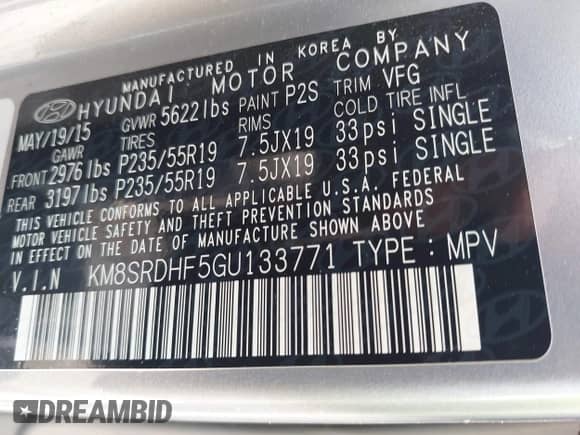 MANUFACTURED IN KOREA BY
HYUNDAI MOTOR COMPANY
MAY/19/15 GVWR 5622lbs PAINT P2S TRIM VFG
GAWR TIRES RIMS COLD TIRE INFL
FRONT 2976lbs P235/55R19 7.5JX19 33psi SINGLE
REAR 3197lbs P235/55R19 7.5JX19 33psi SINGLE
THIS VEHICLE CONFORMS TO ALL APPLICABLE U.S.A. FEDERAL
MOTOR VEHICLE SAFETY AND THEFT PREVENTION STANDARDS
IN EFFECT ON THE DATE OF MANUFACTURE SHOWN ABOVE
V.I.N KM8SRDHF5GU133771 TYPE : MPV
DREAMBID